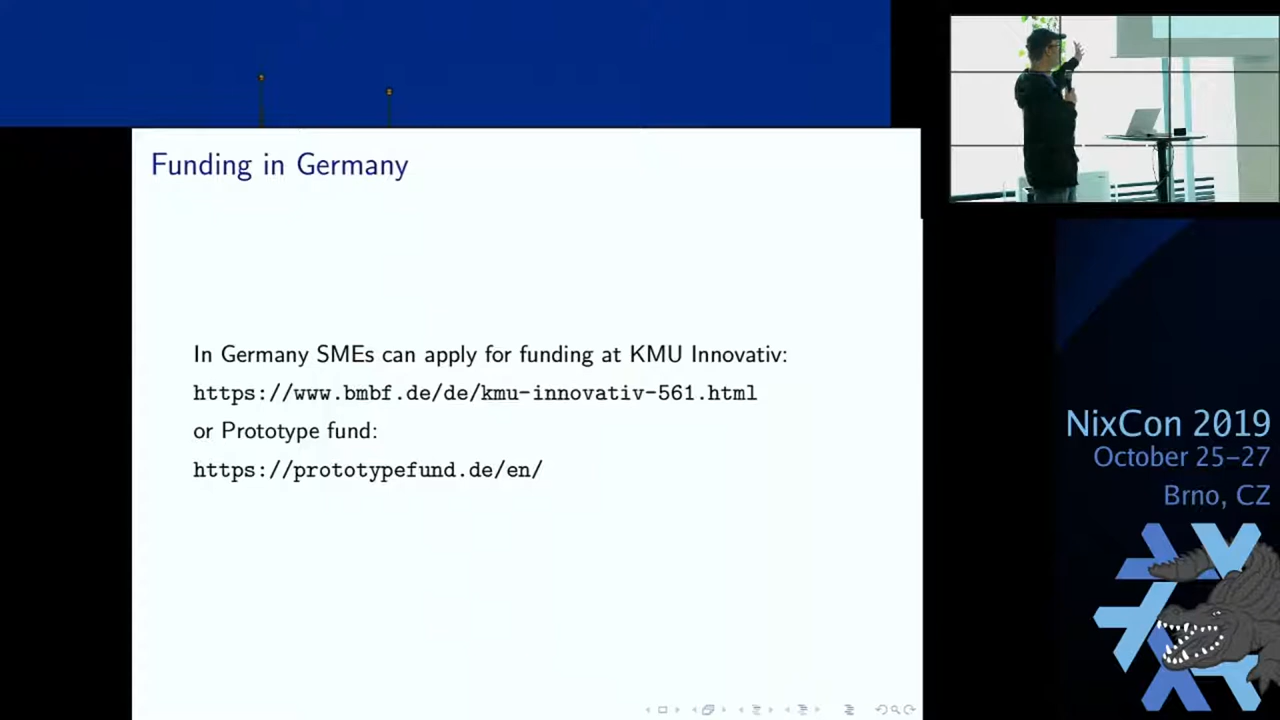 Funding in Germany
In Germany SMEs can apply for funding at KMU Innovativ:
https://www.bmbf.de/de/kmu-innovativ-561.html
or Prototype fund:
https://prototypefund.de/en/
NixCon 2019
October 25–27
Brno, CZ